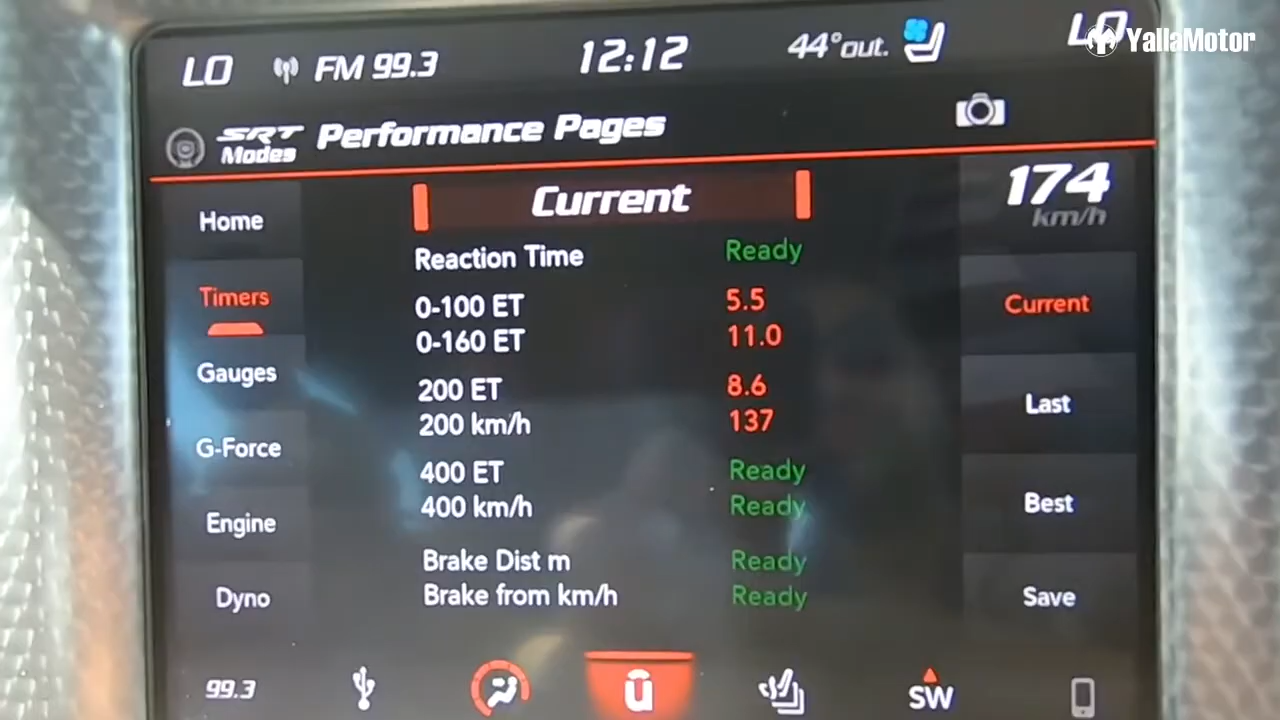 LO FM 99.3 12:12 44°out. LO
YallaMotor
SRT Modes Performance Pages
174
km/h
Current
Home
Timers
Gauges
G-Force
Engine
Dyno
Reaction Time Ready
0-100 ET 5.5
0-160 ET 11.0
200 ET 8.6
200 km/h 137
400 ET Ready
400 km/h Ready
Brake Dist m Ready
Brake from km/h Ready
Current
Last
Best
Save
99.3 û SW